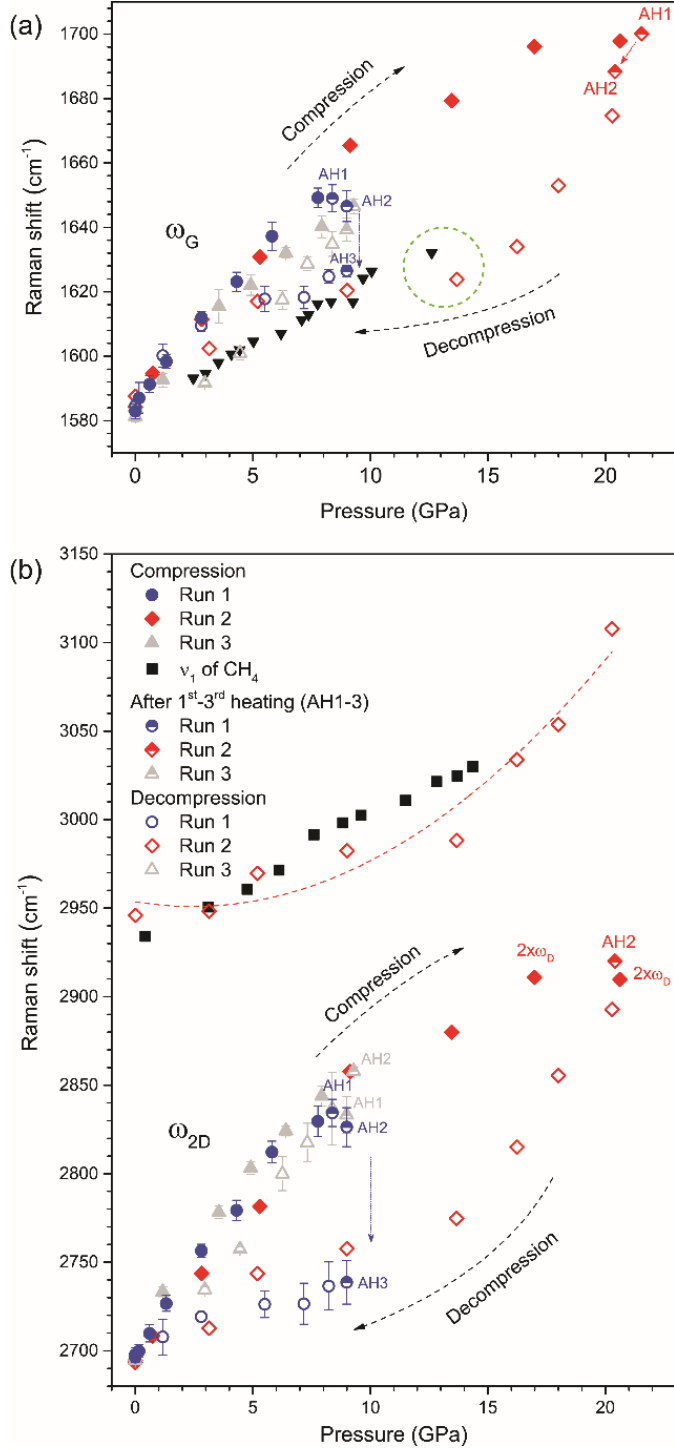 (a)
1700
1680
1660
1640
1620
1600
1580
Raman shift (cm⁻¹)
AH1
AH2
Compression
AH1
AH2
ω_G
AH3
Decompression
0
5
10
15
20
Pressure (GPa)
(b)
3150
3100
3050
3000
2950
2900
2850
2800
2750
2700
Raman shift (cm⁻¹)
Compression
Run 1
Run 2
Run 3
ν₁ of CH₄
After 1ˢᵗ-3ʳᵈ heating (AH1-3)
Run 1
Run 2
Run 3
Decompression
Run 1
Run 2
Run 3
Compression
2xω_D
AH2
2xω_D
AH2
AH1
AH1
AH2
ω_2D
AH3
Decompression
0
5
10
15
20
Pressure (GPa)